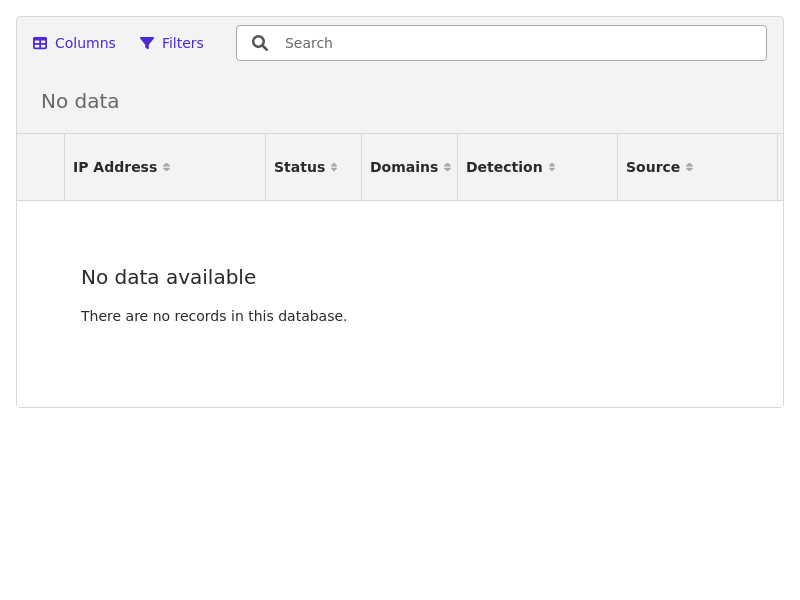 Columns Filters Search
No data
IP Address Status Domains Detection Source
No data available
There are no records in this database.